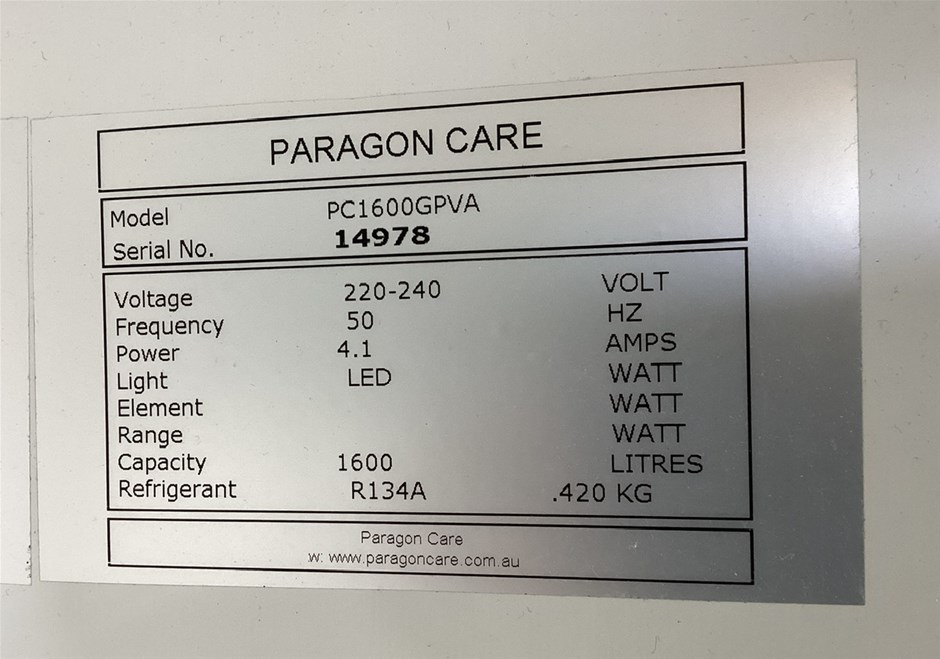 PARAGON CARE
Model PC1600GPVA
Serial No. 14978
Voltage 220-240 VOLT
Frequency 50 HZ
Power 4.1 AMPS
Light LED WATT
Element WATT
Range WATT
Capacity 1600 LITRES
Refrigerant R134A .420 KG
Paragon Care
w: www.paragoncare.com.au